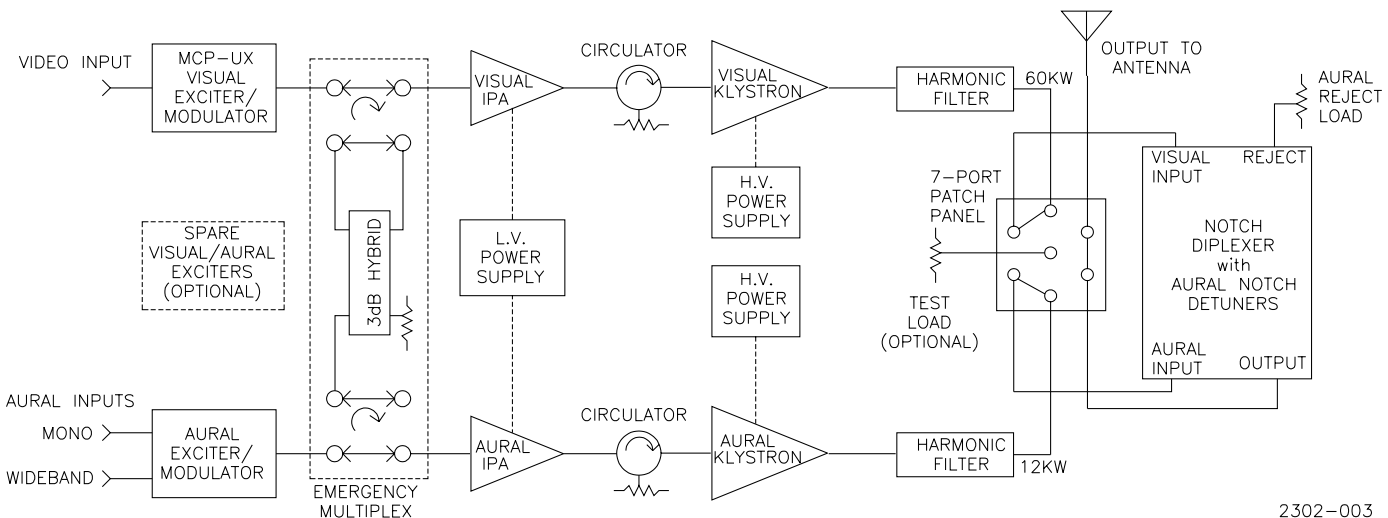 VIDEO INPUT
MCP-UX
VISUAL
EXCITER/
MODULATOR
VISUAL
IPA
CIRCULATOR
VISUAL
KLYSTRON
HARMONIC
FILTER
60KW
OUTPUT TO
ANTENNA
AURAL
REJECT
LOAD
VISUAL
INPUT
REJECT
7-PORT
PATCH
PANEL
H.V.
POWER
SUPPLY
SPARE
VISUAL/AURAL
EXCITERS
(OPTIONAL)
3dB HYBRID
L.V.
POWER
SUPPLY
NOTCH
DIPLEXER
with
AURAL NOTCH
DETUNERS
H.V.
POWER
SUPPLY
TEST
LOAD
(OPTIONAL)
AURAL
INPUT
OUTPUT
AURAL INPUTS
MONO
WIDEBAND
AURAL
EXCITER/
MODULATOR
EMERGENCY
MULTIPLEX
AURAL
IPA
CIRCULATOR
AURAL
KLYSTRON
HARMONIC
FILTER
12KW
2302-003